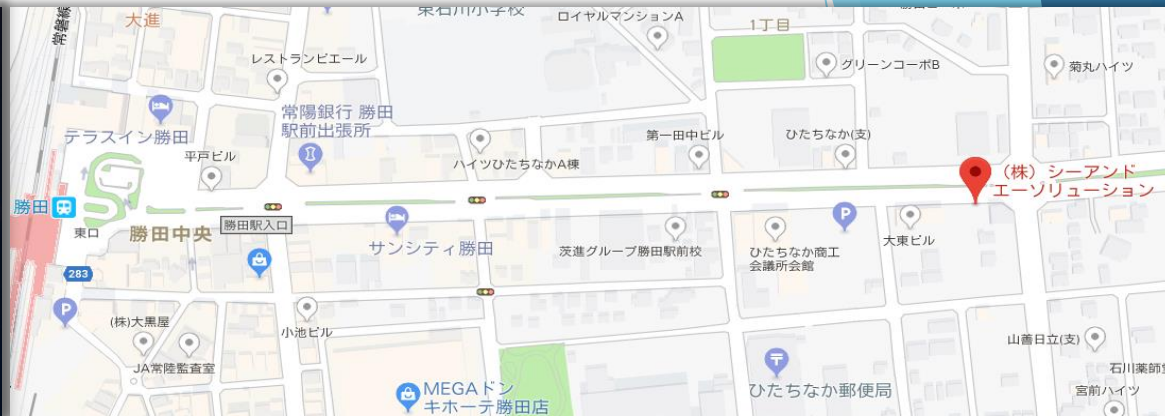 東石川小学校
ロイヤルマンションA
常磐線
大進
1丁目
レストランピエール
グリーンコーポB
菊丸ハイツ
常陽銀行 勝田
駅前出張所
テラスイン勝田
平戸ビル
ハイツひたちなかA棟
第一田中ビル
ひたちなか(支)
(株) シーアンド
エーソリューション
勝田
東口
勝田中央
勝田駅入口
サンシティ勝田
茨進グループ勝田駅前校
ひたちなか商工
会議所会館
P
大東ビル
283
P
(株)大黒屋
小池ビル
JA常陸監査室
山善日立(支)
石川薬師堂
MEGAドン
キホーテ勝田店
ひたちなか郵便局
宮前ハイツ